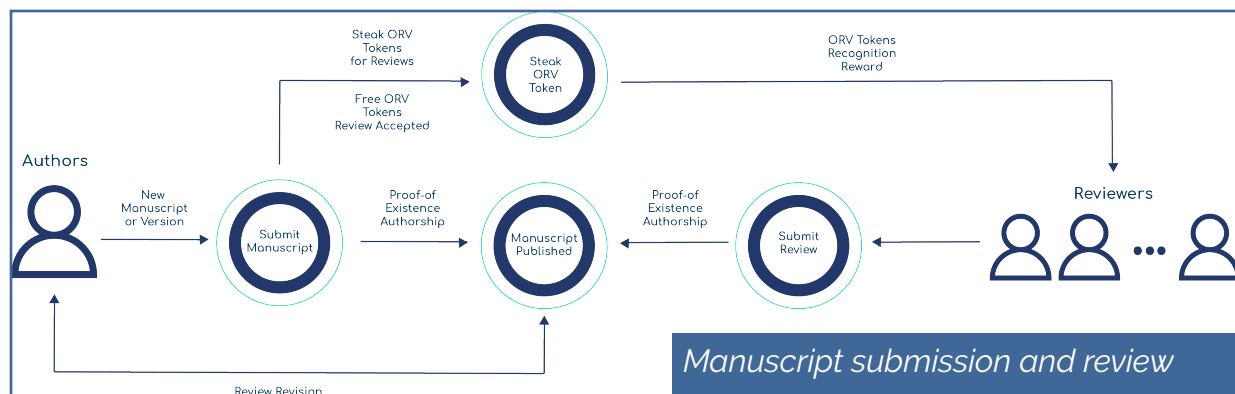 Steak ORV
Tokens
for Reviews
Free ORV
Tokens
Review Accepted
Steak
ORV
Token
ORV Tokens
Recognition
Reward
Authors
New
Manuscript
or Version
Submit
Manuscript
Proof-of
Existence
Authorship
Manuscript
Published
Proof-of
Existence
Authorship
Submit
Review
Reviewers
Review Revision
Manuscript submission and review